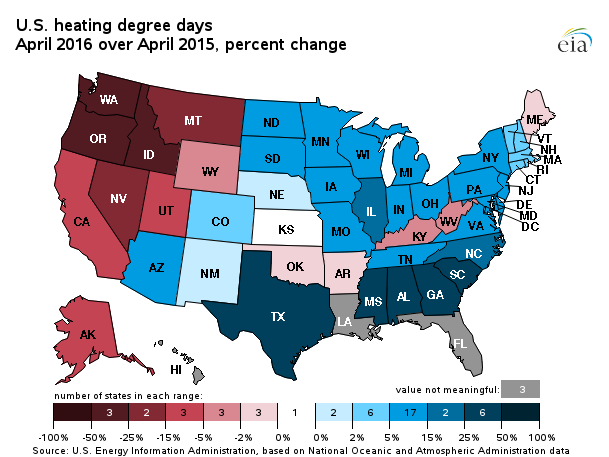 U.S. heating degree days
April 2016 over April 2015, percent change
eia
WA
MT
ND
MN
ME
OR
ID
WY
SD
WI
MI
NY
VT
NH
MA
RI
CT
NV
UT
CO
NE
IA
IL
IN
OH
PA
NJ
DE
MD
DC
CA
KS
MO
KY
WV
VA
AZ
NM
OK
AR
TN
NC
SC
TX
MS
AL
GA
LA
FL
AK
HI
number of states in each range:
value not meaningful: 3
3 2 3 2 3 1 2 6 17 2 6
-100% -50% -25% -15% -5% -2% 0% 0% 2% 5% 15% 25% 50% 100%
Source: U.S. Energy Information Administration, based on National Oceanic and Atmospheric Administration data